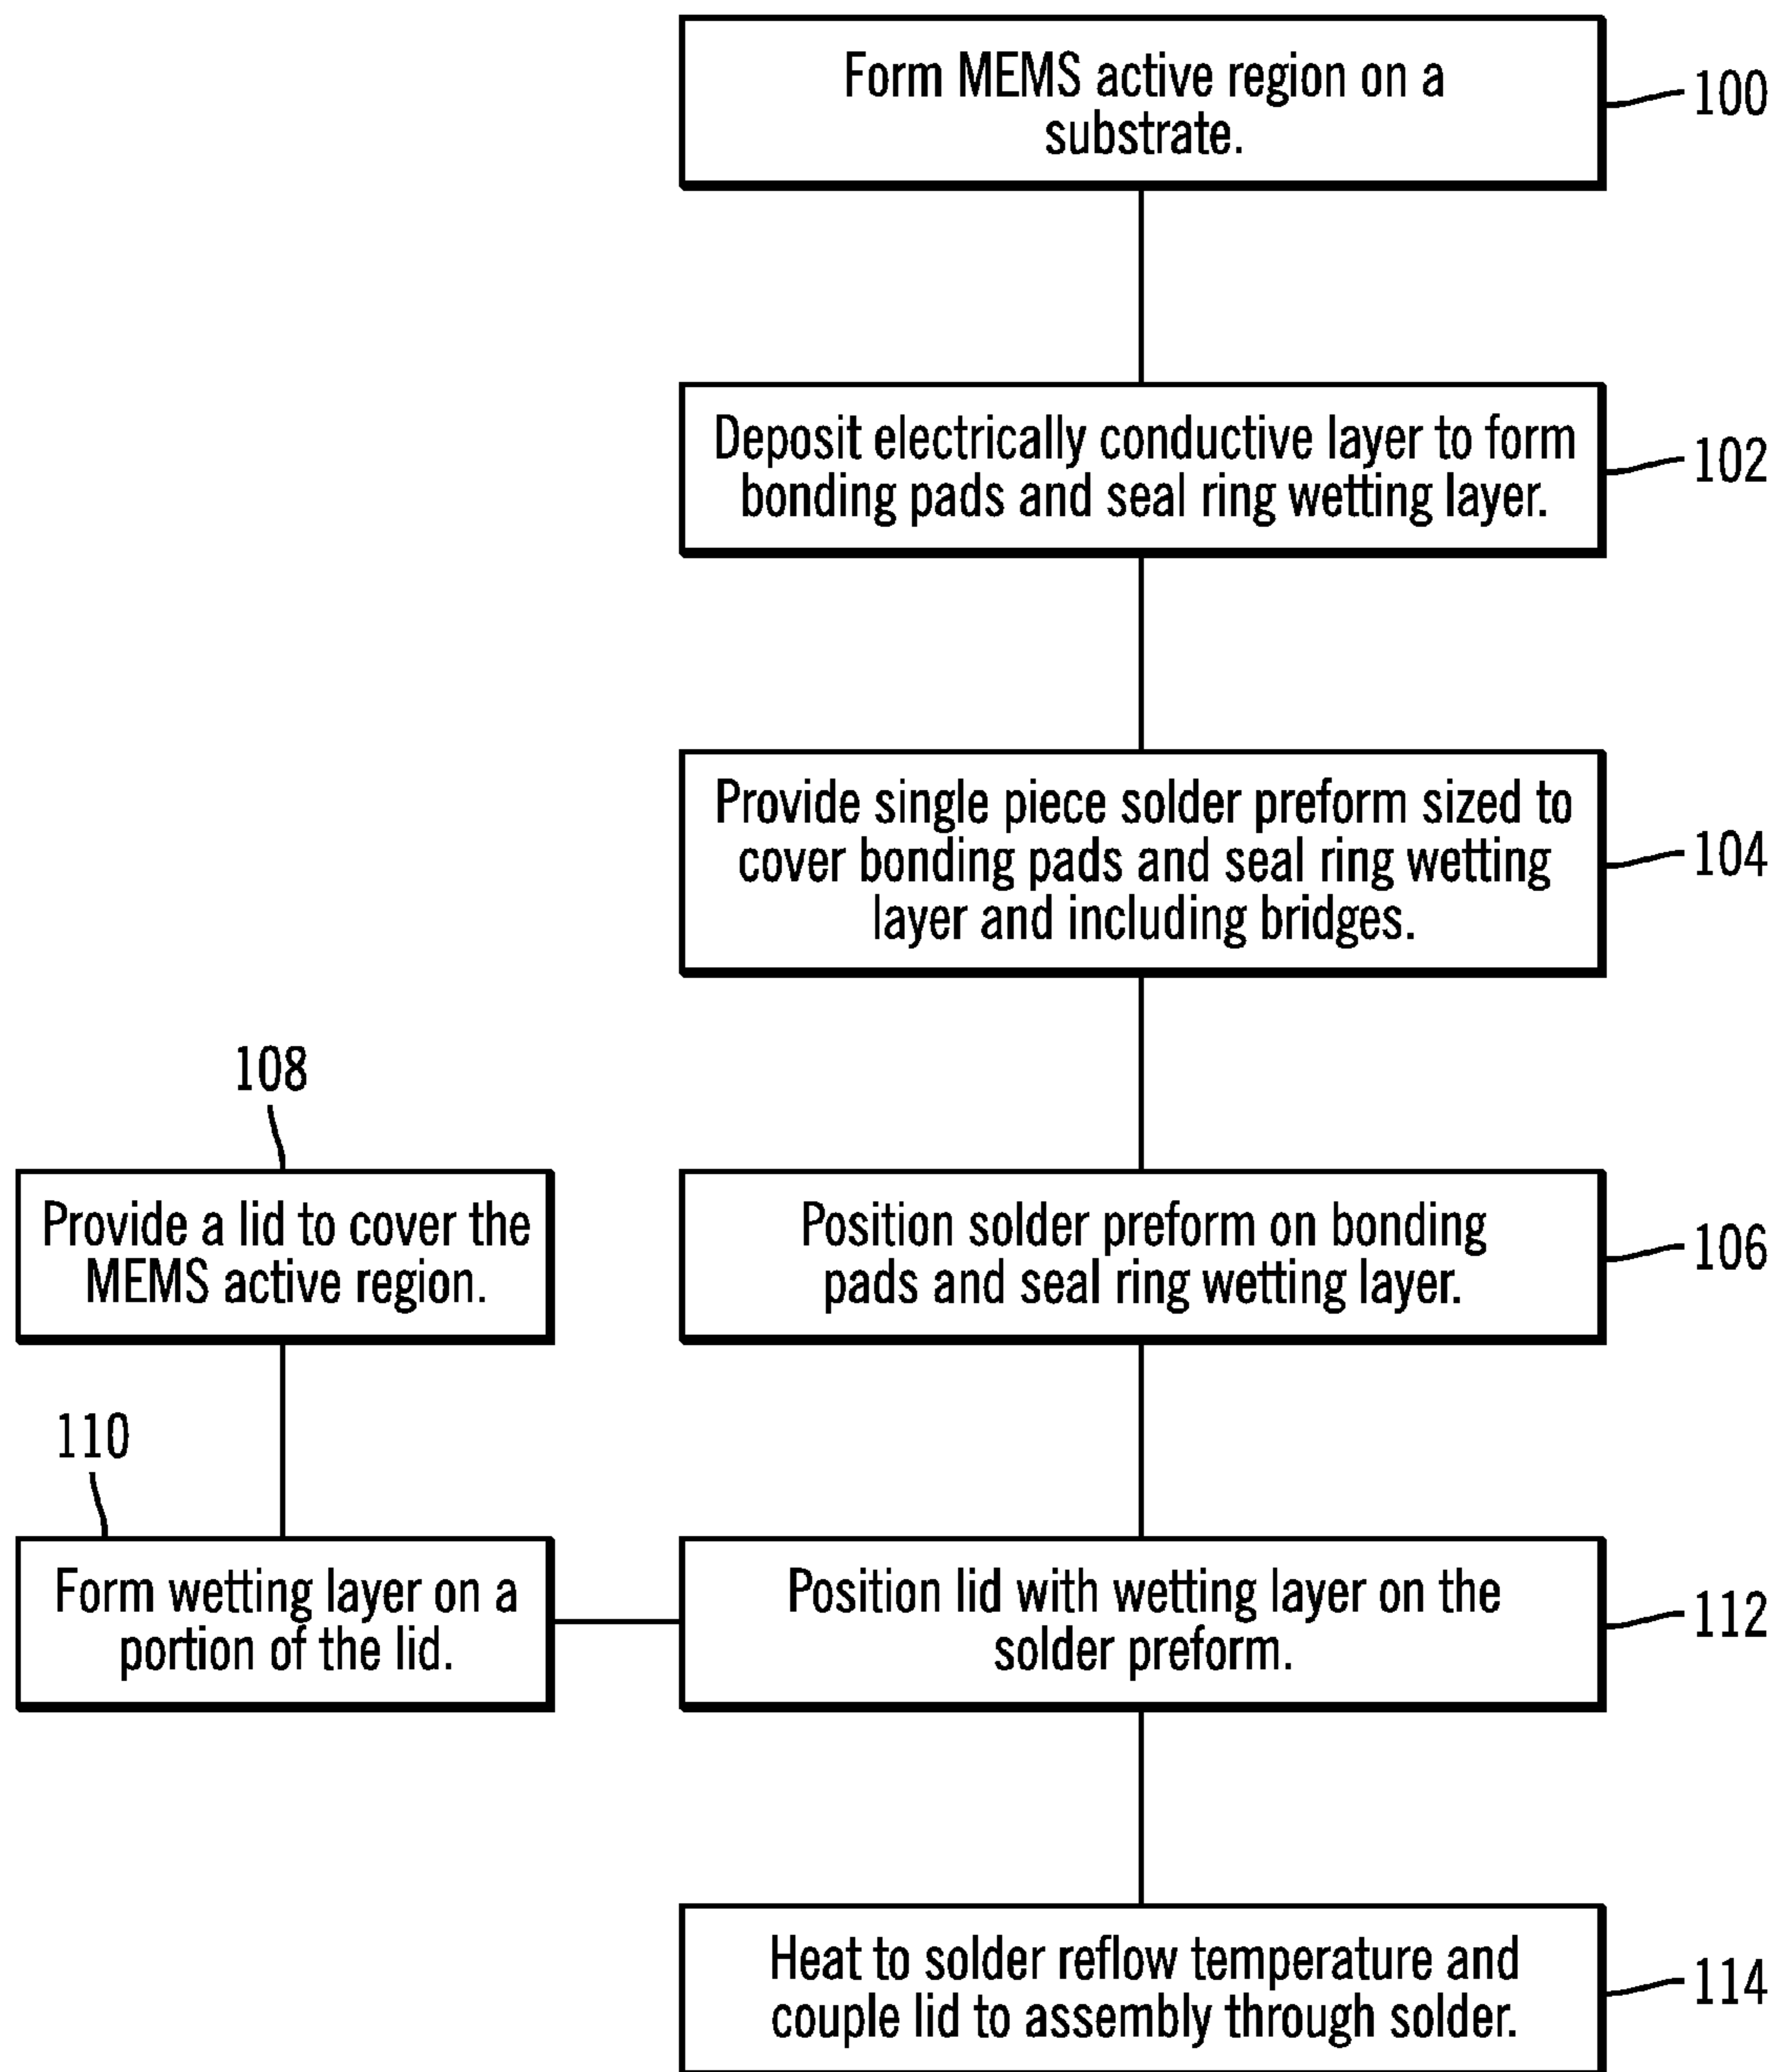 Form MEMS active region on a
substrate.
100
Deposit electrically conductive layer to form
bonding pads and seal ring wetting layer.
102
Provide single piece solder preform sized to
cover bonding pads and seal ring wetting
layer and including bridges.
104
108
Provide a lid to cover the
MEMS active region.
Position solder preform on bonding
pads and seal ring wetting layer.
106
110
Form wetting layer on a
portion of the lid.
Position lid with wetting layer on the
solder preform.
112
Heat to solder reflow temperature and
couple lid to assembly through solder.
114